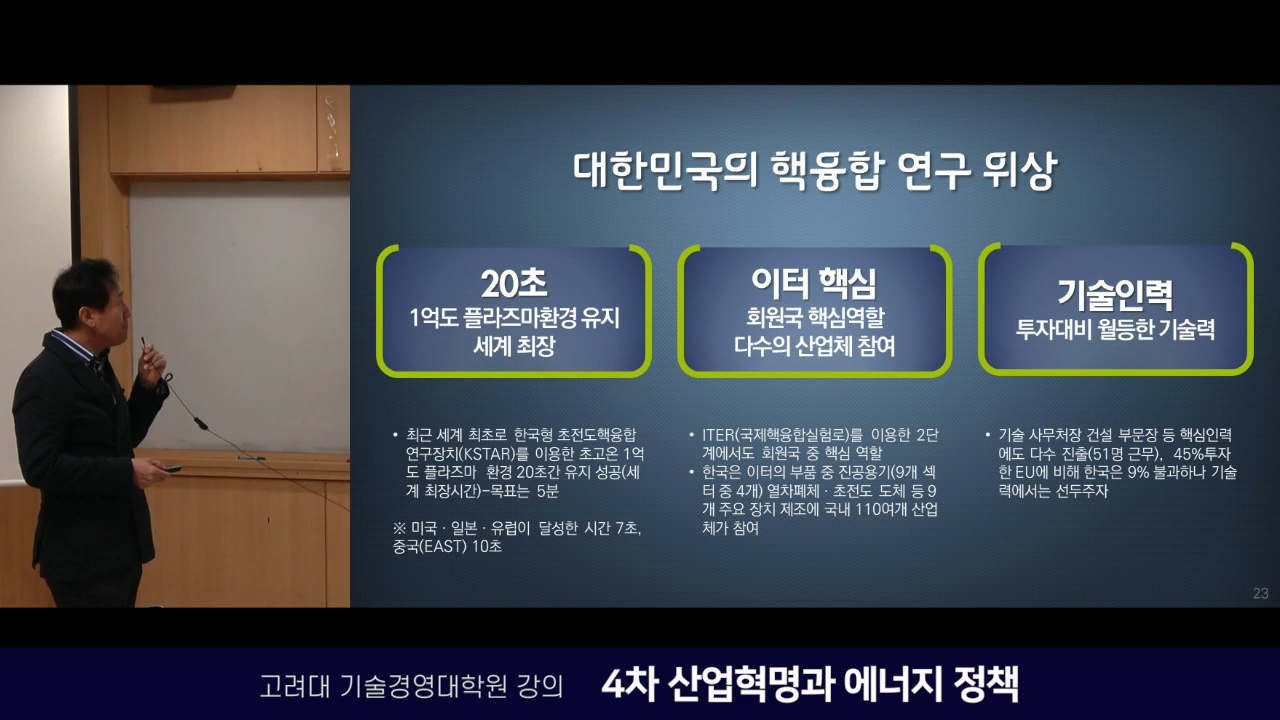 대한민국의 핵융합 연구 위상
20초
1억도 플라즈마환경 유지
세계 최장
이터 핵심
회원국 핵심역할
다수의 산업체 참여
기술인력
투자대비 월등한 기술력
• 최근 세계 최초로 한국형 초전도핵융합
연구장치(KSTAR)를 이용한 초고온 1억
도 플라즈마 환경 20초간 유지 성공(세
계 최장시간)-목표는 5분
※ 미국 · 일본 · 유럽이 달성한 시간 7초,
중국(EAST) 10초
• ITER(국제핵융합실험로)를 이용한 2단
계에서도 회원국 중 핵심 역할
• 한국은 이터의 부품 중 진공용기(9개 섹
터 중 4개) 열차폐체 · 초전도 도체 등 9
개 주요 장치 제조에 국내 110여개 산업
체가 참여
• 기술 사무처장 건설 부문장 등 핵심인력
에도 다수 진출(51명 근무), 45%투자
한 EU에 비해 한국은 9% 불과하나 기술
력에서는 선두주자
23
고려대 기술경영대학원 강의 4차 산업혁명과 에너지 정책